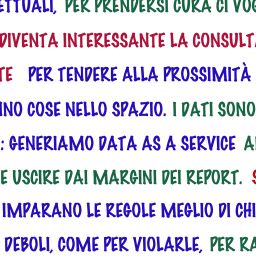 ETTUALI, PER PRENDERSI CURA CI VOG
DIVENTA INTERESSANTE LA CONSULTA
TE PER TENDERE ALLA PROSSIMITÀ
INO COSE NELLO SPAZIO. I DATI SONO
: GENERIAMO DATA AS A SERVICE A
E USCIRE DAI MARGINI DEI REPORT. S
IMPARANO LE REGOLE MEGLIO DI CHI
DEBOLI, COME PER VIOLARLE, PER RA